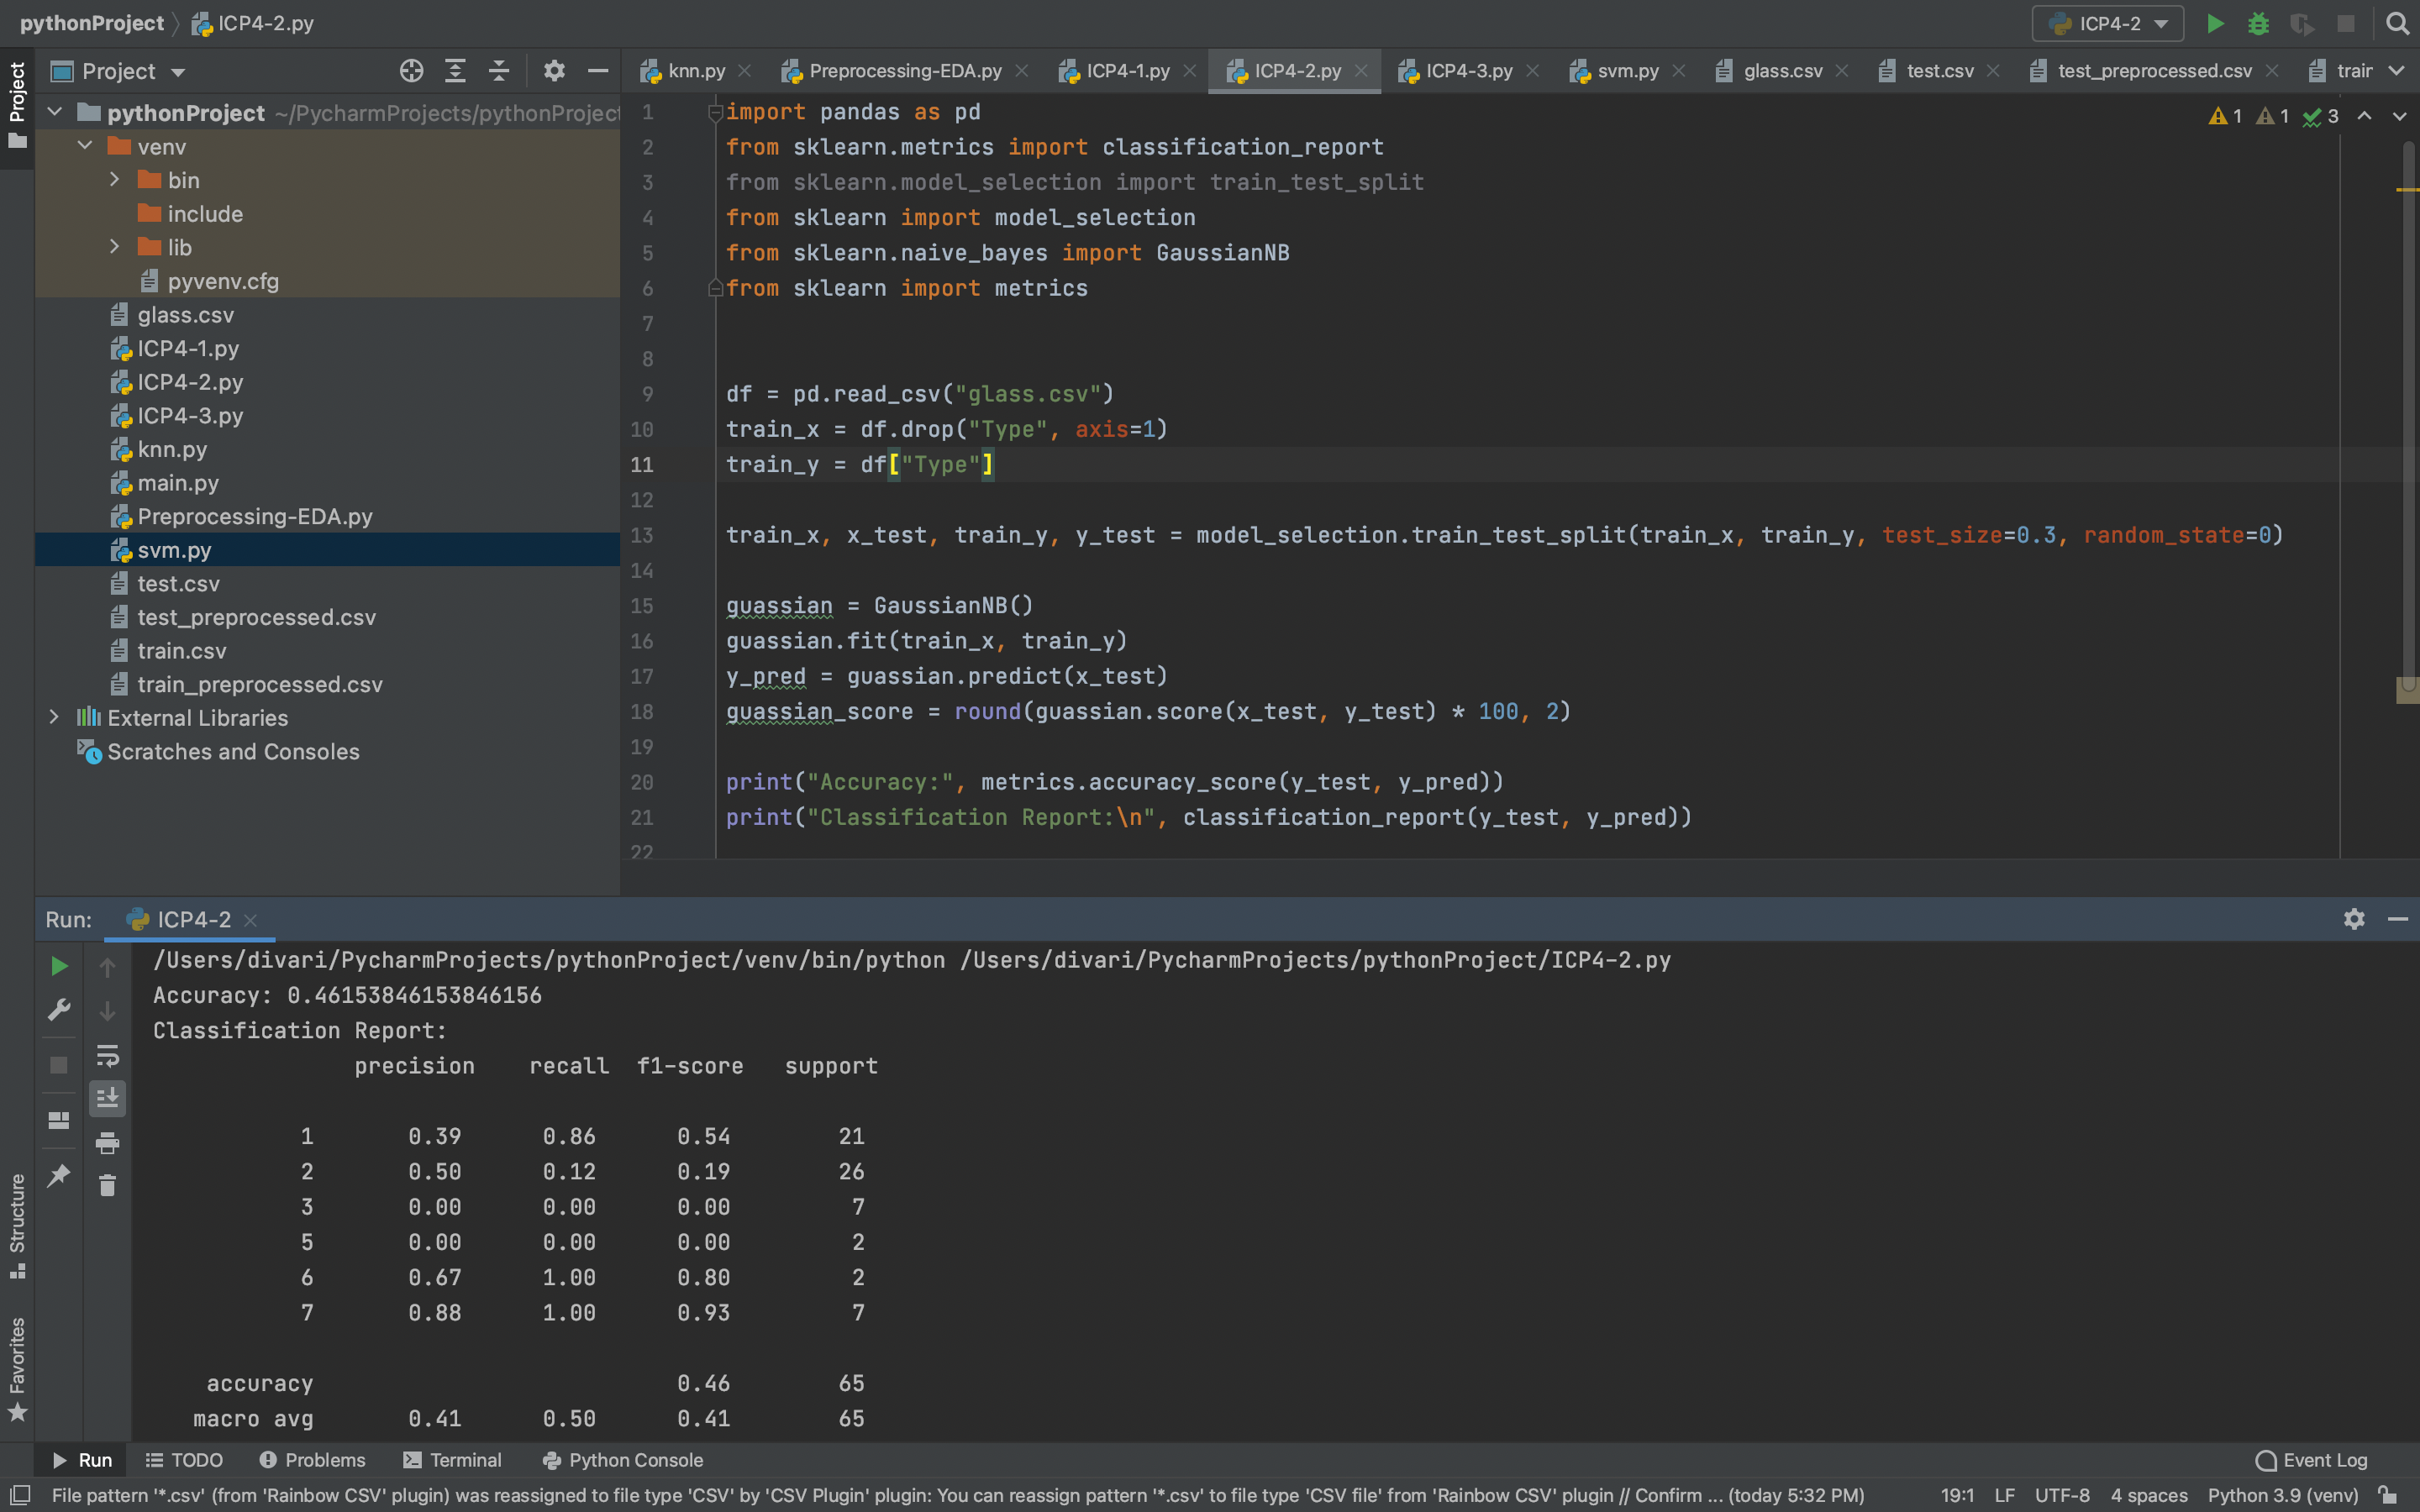 pythonProject ICP4-2.py
ICP4-2
Project
Project
knn.py Preprocessing-EDA.py ICP4-1.py ICP4-2.py ICP4-3.py svm.py glass.csv test.csv test_preprocessed.csv trair
pythonProject ~/PycharmProjects/pythonProject
venv
bin
include
lib
pyvenv.cfg
glass.csv
ICP4-1.py
ICP4-2.py
ICP4-3.py
knn.py
main.py
Preprocessing-EDA.py
svm.py
test.csv
test_preprocessed.csv
train.csv
train_preprocessed.csv
External Libraries
Scratches and Consoles
1 1 3
1 import pandas as pd
2 from sklearn.metrics import classification_report
3 from sklearn.model_selection import train_test_split
4 from sklearn import model_selection
5 from sklearn.naive_bayes import GaussianNB
6 from sklearn import metrics
7
8
9 df = pd.read_csv("glass.csv")
10 train_x = df.drop("Type", axis=1)
11 train_y = df["Type"]
12
13 train_x, x_test, train_y, y_test = model_selection.train_test_split(train_x, train_y, test_size=0.3, random_state=0)
14
15 guassian = GaussianNB()
16 guassian.fit(train_x, train_y)
17 y_pred = guassian.predict(x_test)
18 guassian_score = round(guassian.score(x_test, y_test) * 100, 2)
19
20 print("Accuracy:", metrics.accuracy_score(y_test, y_pred))
21 print("Classification Report:\n", classification_report(y_test, y_pred))
22
Run: ICP4-2
/Users/divari/PycharmProjects/pythonProject/venv/bin/python /Users/divari/PycharmProjects/pythonProject/ICP4-2.py
Accuracy: 0.46153846153846156
Classification Report:
precision recall f1-score support
1 0.39 0.86 0.54 21
2 0.50 0.12 0.19 26
3 0.00 0.00 0.00 7
5 0.00 0.00 0.00 2
6 0.67 1.00 0.80 2
7 0.88 1.00 0.93 7
accuracy 0.46 65
macro avg 0.41 0.50 0.41 65
Structure
Favorites
Run TODO Problems Terminal Python Console Event Log
File pattern '*.csv' (from 'Rainbow CSV' plugin) was reassigned to file type 'CSV' by 'CSV Plugin' plugin: You can reassign pattern '*.csv' to file type 'CSV file' from 'Rainbow CSV' plugin // Confirm ... (today 5:32 PM) 19:1 LF UTF-8 4 spaces Python 3.9 (venv)